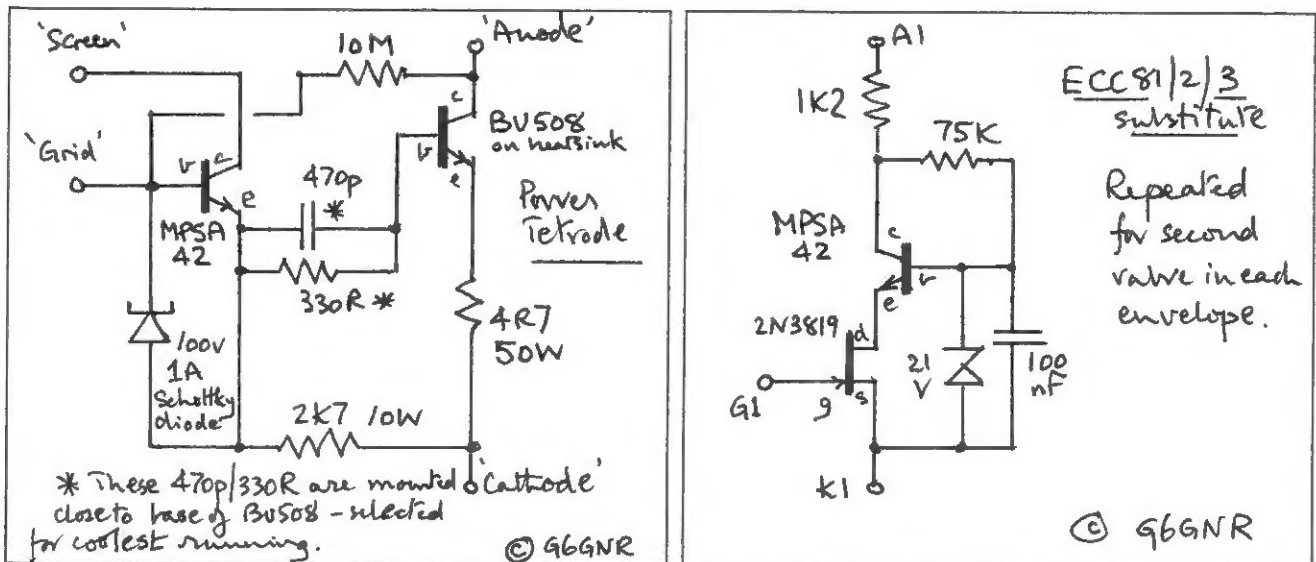 'Screen'
10M
'Anode'
c
BU508
on heatsink
b
e
'Grid'
b
c
e
MPSA
42
470p
*
330R *
Power
Tetrode
4R7
50W
100V
1A
Schottky
diode
2K7 10W
'Cathode'
* These 470p/330R are mounted
close to base of BU508 - selected
for coolest running.
© G6GNR
A1
1K2
75K
ECC81/2/3
substitute
Repeated
for second
valve in each
envelope.
MPSA
42
c
b
e
2N3819
d
G1
g
s
21
V
100
nF
K1
© G6GNR